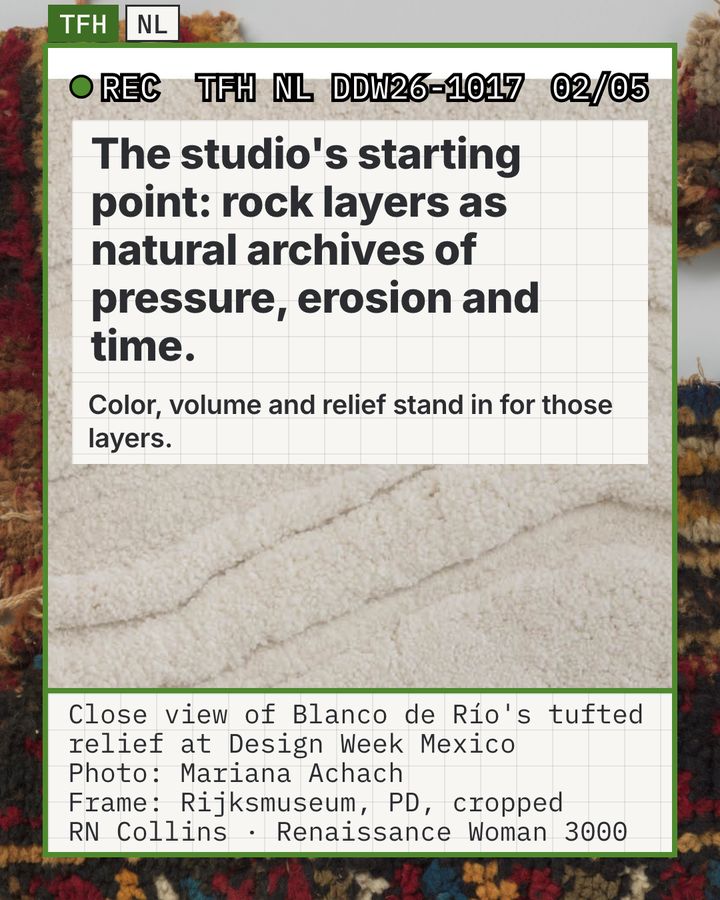 TFH NL
REC TFH NL DDW26-1017 02/05
The studio's starting
point: rock layers as
natural archives of
pressure, erosion and
time.
Color, volume and relief stand in for those
layers.
Close view of Blanco de Río's tufted
relief at Design Week Mexico
Photo: Mariana Achach
Frame: Rijksmuseum, PD, cropped
RN Collins · Renaissance Woman 3000